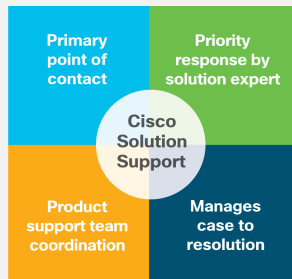 Primary
point of
contact
Priority
response by
solution expert
Cisco
Solution
Support
Product
support team
coordination
Manages
case to
resolution